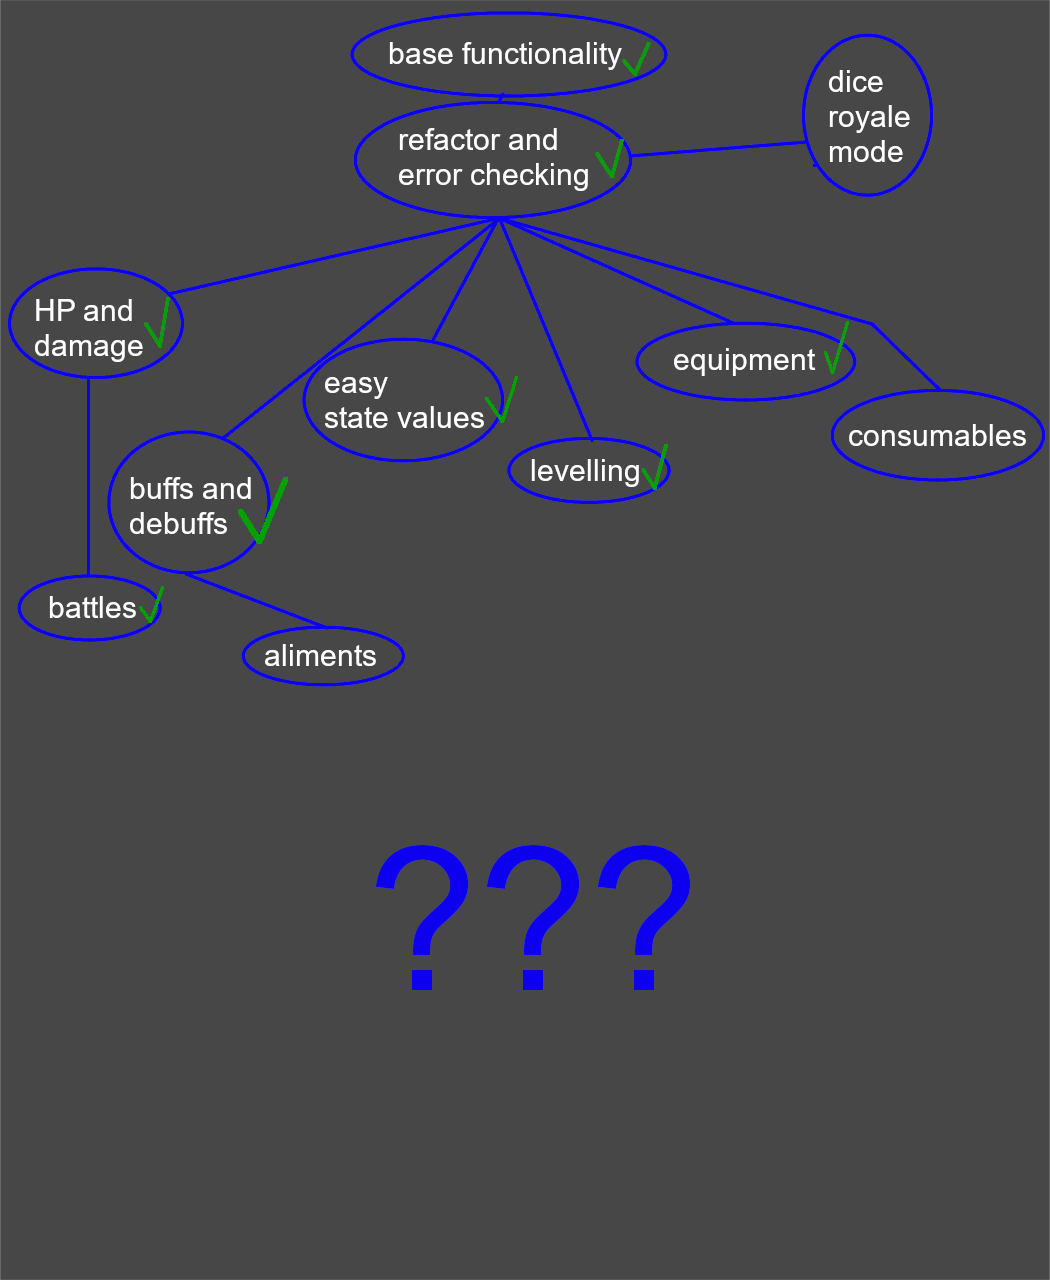 base functionality
refactor and
error checking
dice
royale
mode
HP and
damage
easy
state values
equipment
consumables
levelling
buffs and
debuffs
battles
aliments
???